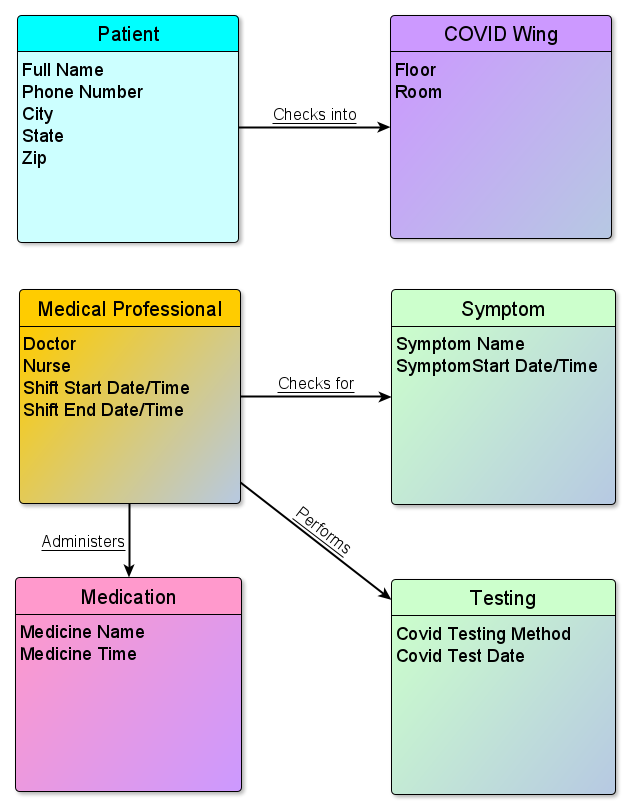 Patient
Full Name
Phone Number
City
State
Zip
Checks into
COVID Wing
Floor
Room
Medical Professional
Doctor
Nurse
Shift Start Date/Time
Shift End Date/Time
Checks for
Symptom
Symptom Name
SymptomStart Date/Time
Administers
Performs
Medication
Medicine Name
Medicine Time
Testing
Covid Testing Method
Covid Test Date